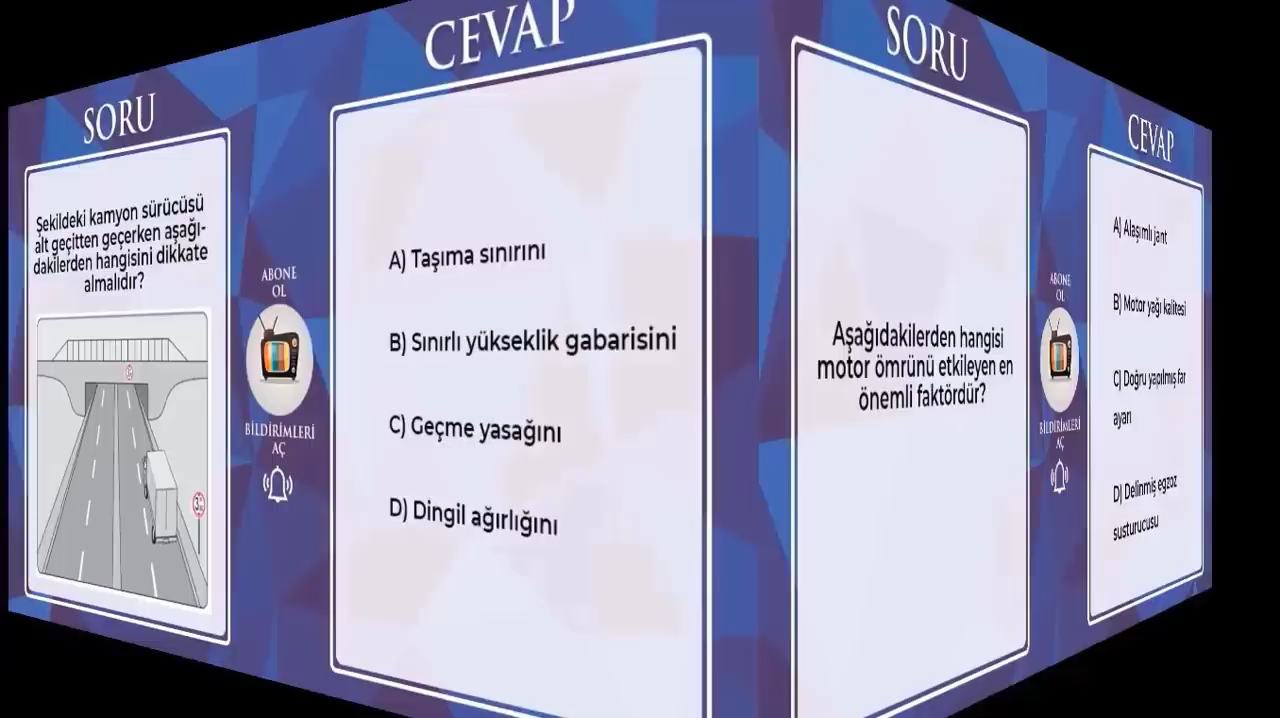 SORU
Şekildeki kamyon sürücüsü
alt geçitten geçerken aşağı-
dakilerden hangisini dikkate
almalıdır?
ABONE
OL
BİLDİRİMLERİ
AÇ
CEVAP
A) Taşıma sınırını
B) Sınırlı yükseklik gabarisini
C) Geçme yasağını
D) Dingil ağırlığını
SORU
Aşağıdakilerden hangisi
motor ömrünü etkileyen en
önemli faktördür?
ABONE
OL
BİLDİRİMLERİ
AÇ
CEVAP
A) Alaşımlı jant
B) Motor yağı kalitesi
C) Doğru yapılmış far
ayarı
D) Delinmiş egzoz
susturucusu